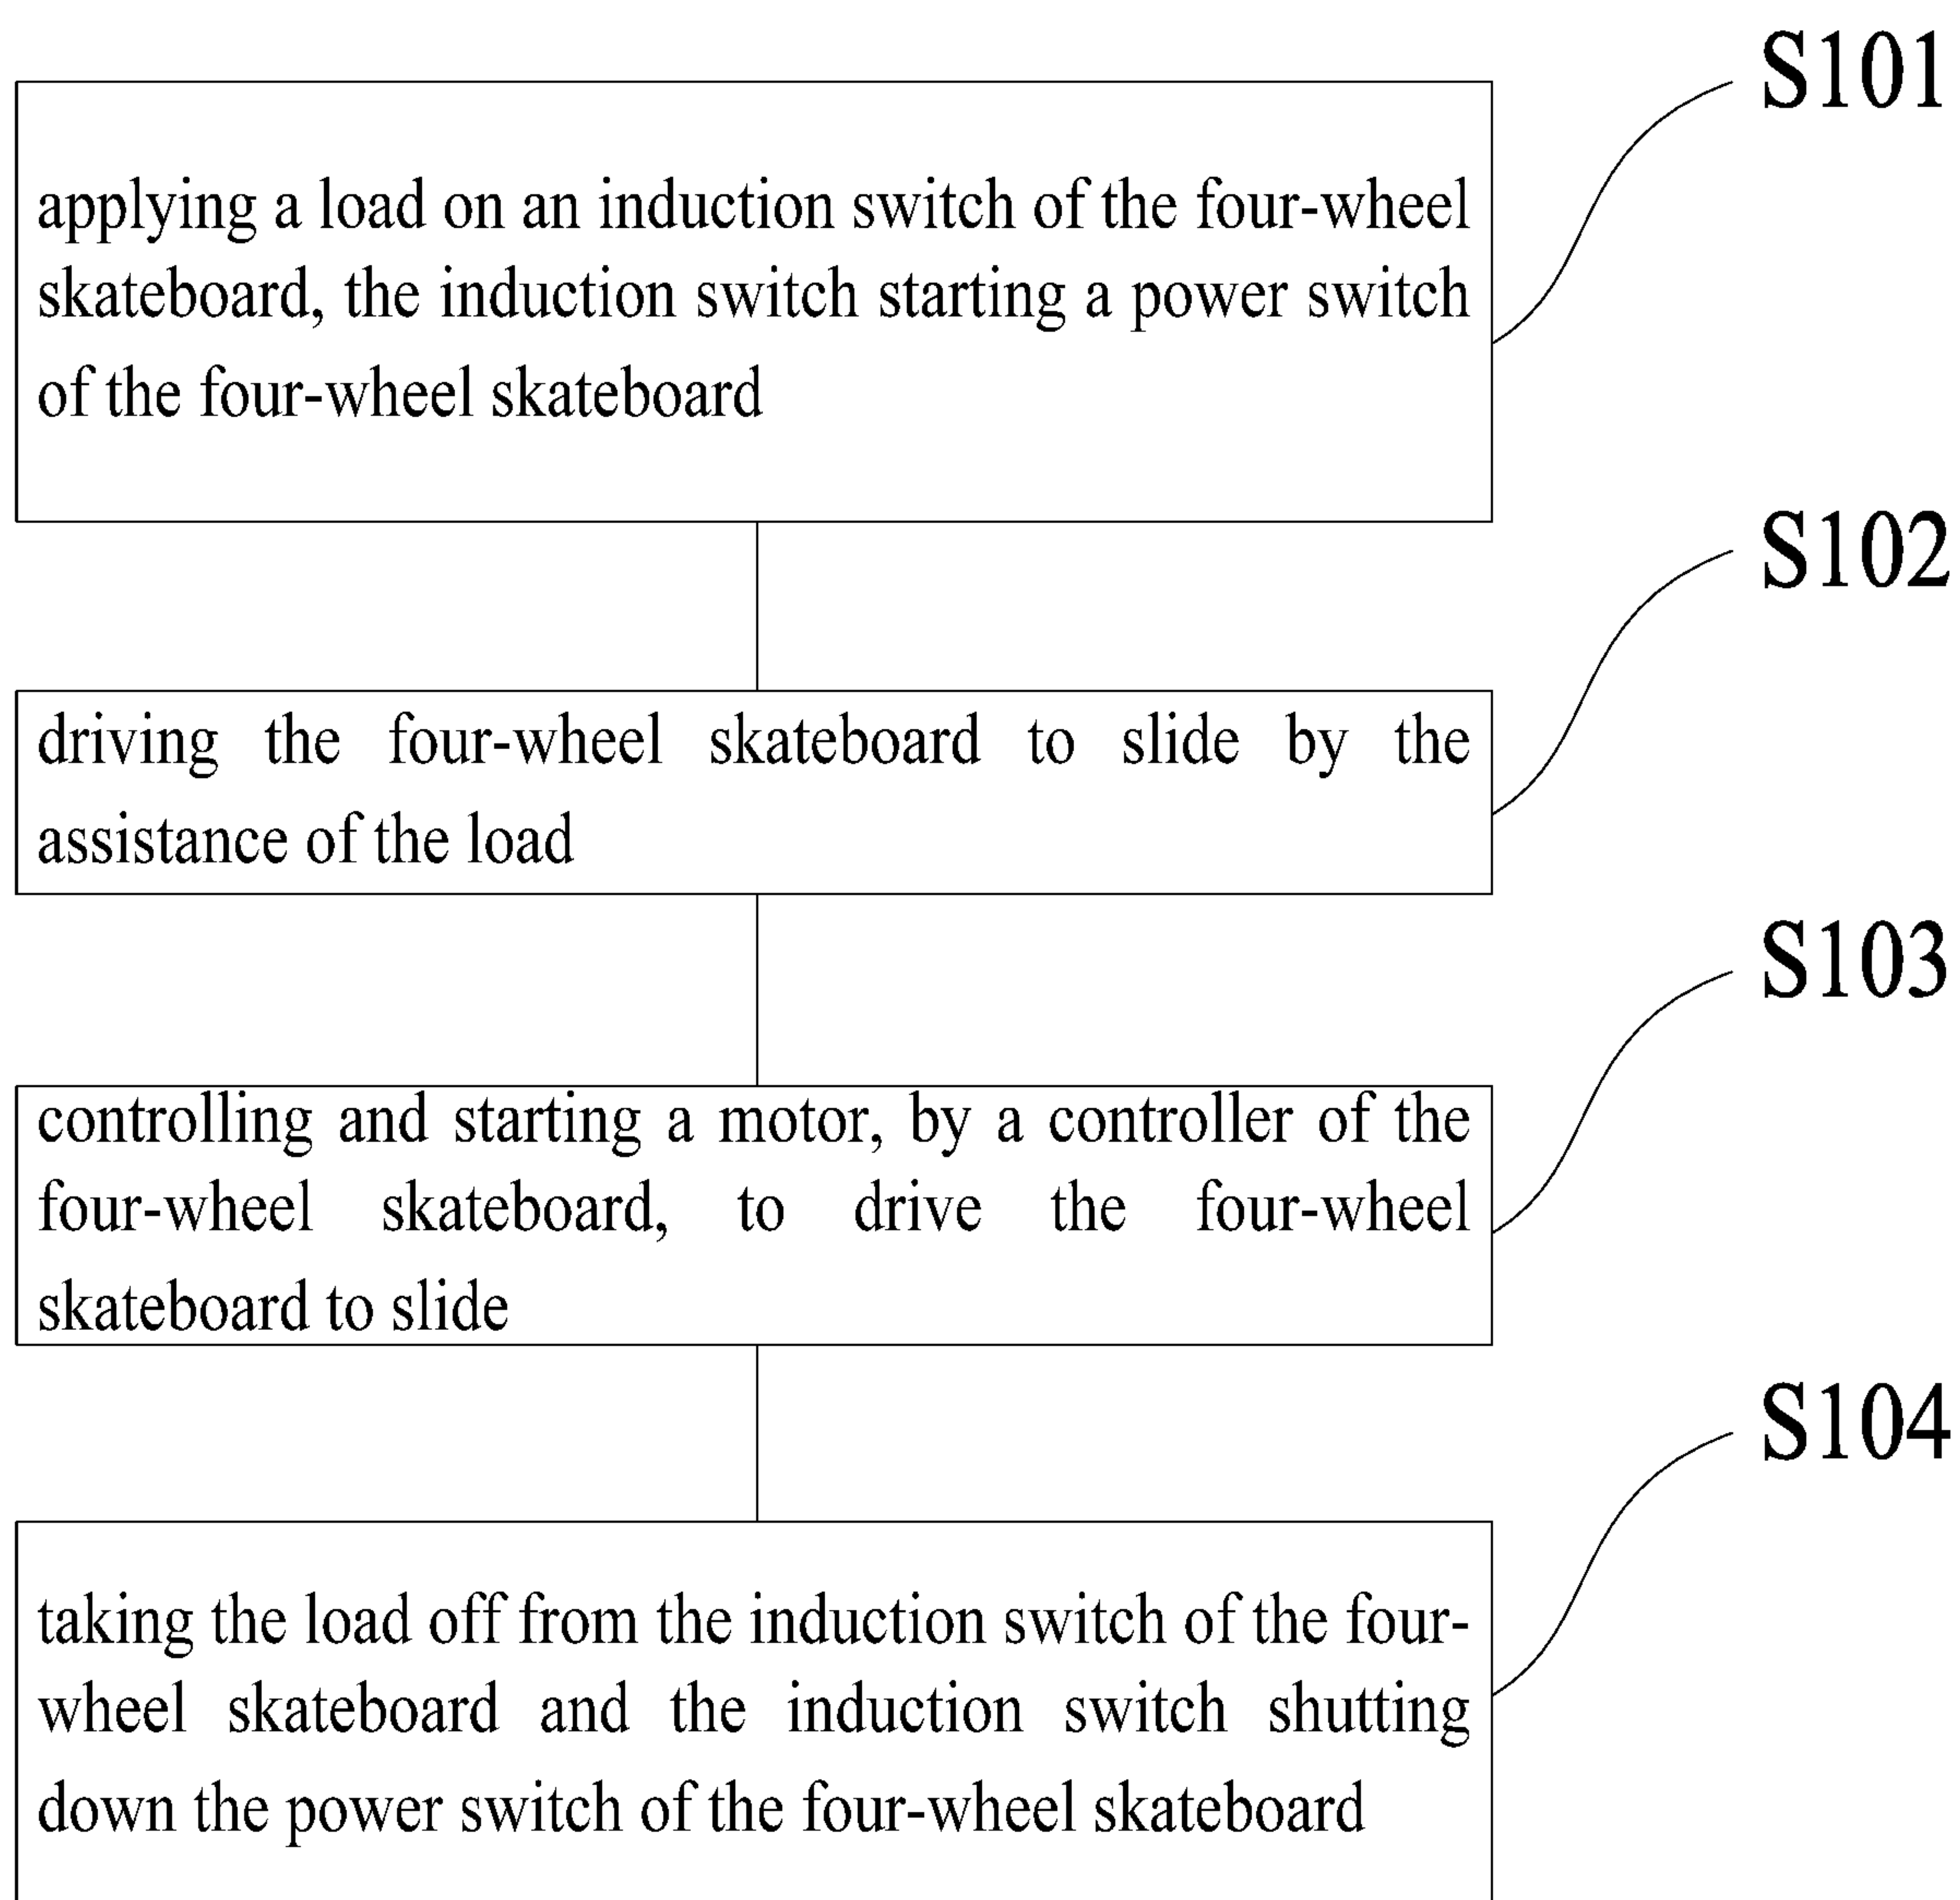 S101
applying a load on an induction switch of the four-wheel
skateboard, the induction switch starting a power switch
of the four-wheel skateboard
S102
driving the four-wheel skateboard to slide by the
assistance of the load
S103
controlling and starting a motor, by a controller of the
four-wheel skateboard, to drive the four-wheel
skateboard to slide
S104
taking the load off from the induction switch of the four-
wheel skateboard and the induction switch shutting
down the power switch of the four-wheel skateboard